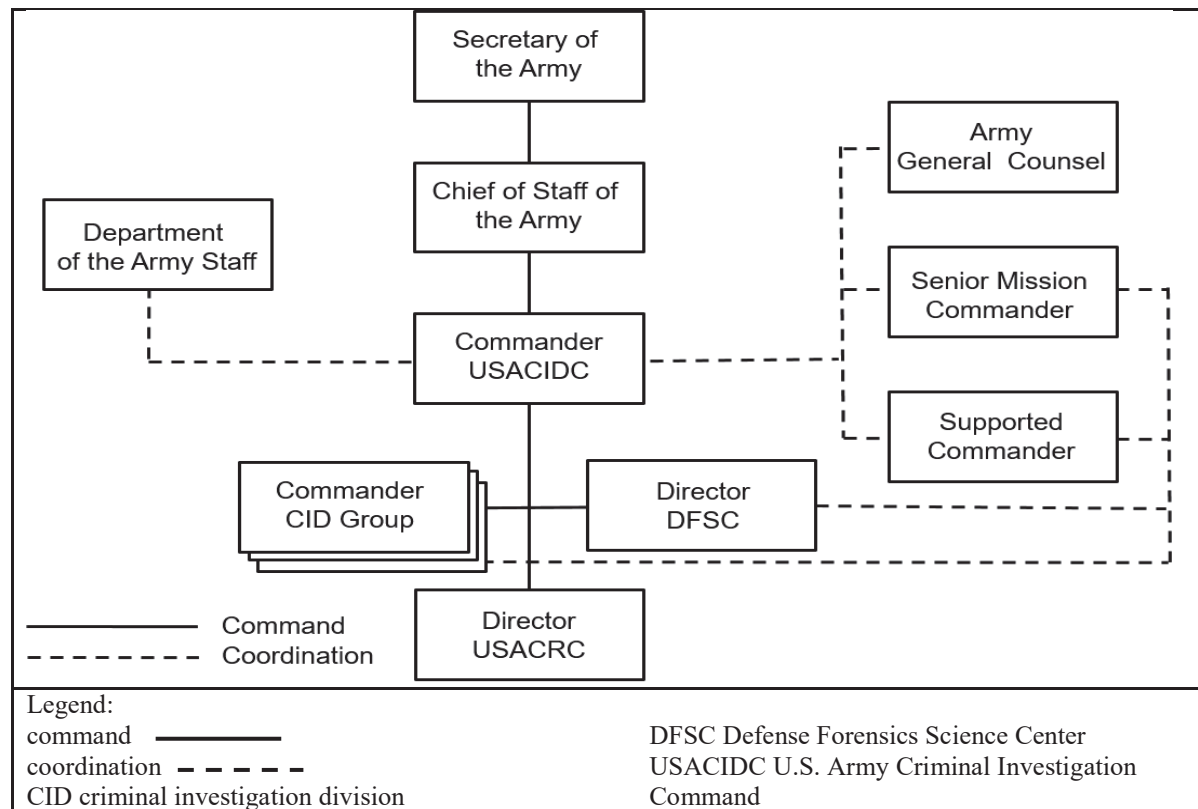 Secretary of
the Army
Army
General Counsel
Chief of Staff of
the Army
Department
of the Army Staff
Senior Mission
Commander
Commander
USACIDC
Supported
Commander
Commander
CID Group
Director
DFSC
Director
USACRC
Command
Coordination
Legend:
command
coordination
CID criminal investigation division
DFSC Defense Forensics Science Center
USACIDC U.S. Army Criminal Investigation
Command